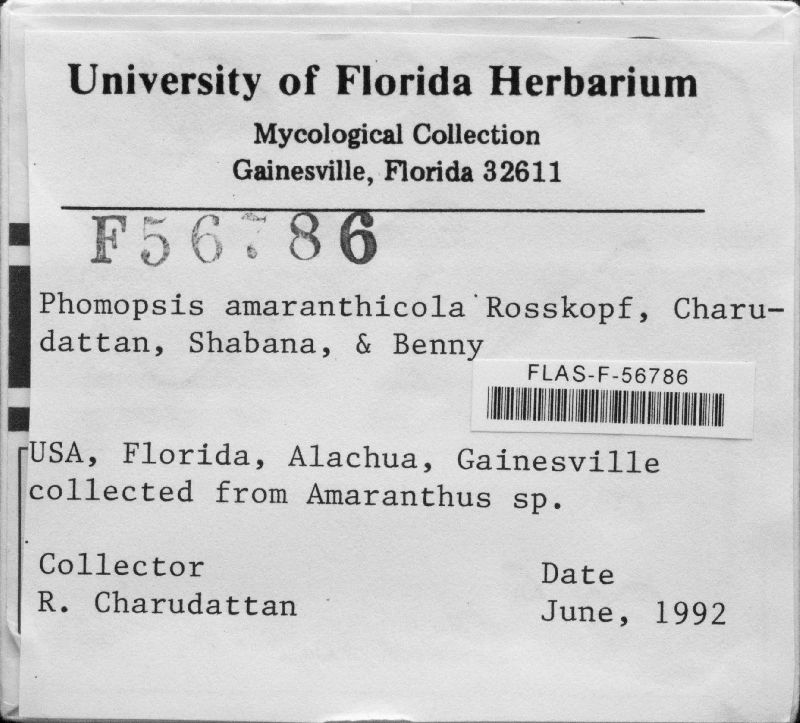 University of Florida Herbarium
Mycological Collection
Gainesville, Florida 32611
F56786
Phomopsis amaranthicola Rosskopf, Charu-
dattan, Shabana, & Benny
FLAS-F-56786
USA, Florida, Alachua, Gainesville
collected from Amaranthus sp.
Collector
R. Charudattan
Date
June, 1992